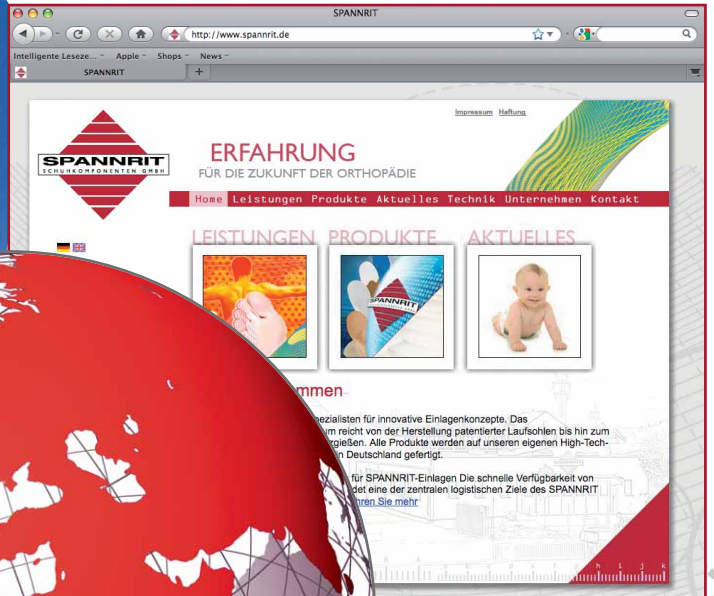 SPANNRIT
http://www.spannrit.de
Intelligente Leseze... Apple Shops News
SPANNRIT
Impressum Haftung
SPANNRIT
SCHUHKOMPONENTEN GMBH
ERFAHRUNG
FÜR DIE ZUKUNFT DER ORTHOPÄDIE
Home Leistungen Produkte Aktuelles Technik Unternehmen Kontakt
LEISTUNGEN PRODUKTE AKTUELLES
SPANNRIT
mmen
ezialisten für innovative Einlagenkonzepte. Das
um reicht von der Herstellung patentierter Laufsohlen bis hin zum
rgießen. Alle Produkte werden auf unseren eigenen High-Tech-
in Deutschland gefertigt.
für SPANNRIT-Einlagen Die schnelle Verfügbarkeit von
det eine der zentralen logistischen Ziele des SPANNRIT
hren Sie mehr
c d e f g h i j k